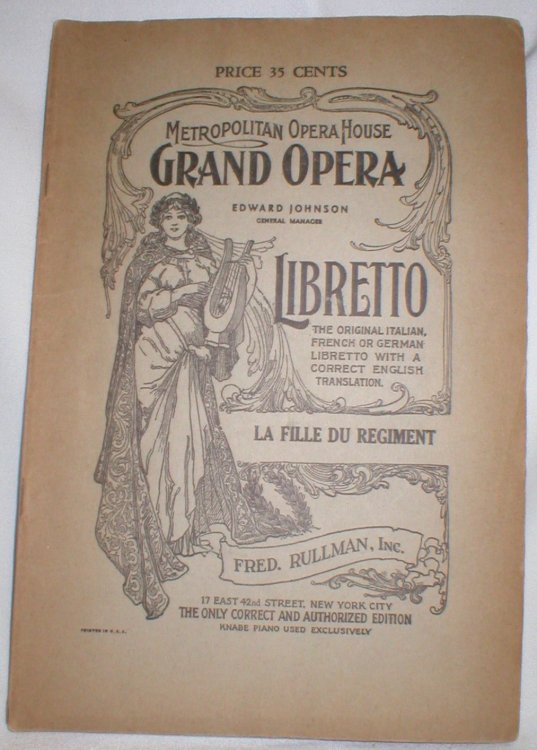 PRICE 35 CENTS
METROPOLITAN OPERA HOUSE
GRAND OPERA
EDWARD JOHNSON
GENERAL MANAGER
LIBRETTO
THE ORIGINAL ITALIAN,
FRENCH OR GERMAN
LIBRETTO WITH A
CORRECT ENGLISH
TRANSLATION.
LA FILLE DU REGIMENT
FRED. RULLMAN, INC.
17 EAST 42nd STREET, NEW YORK CITY
THE ONLY CORRECT AND AUTHORIZED EDITION
KNABE PIANO USED EXCLUSIVELY
PRINTED IN U.S.A.